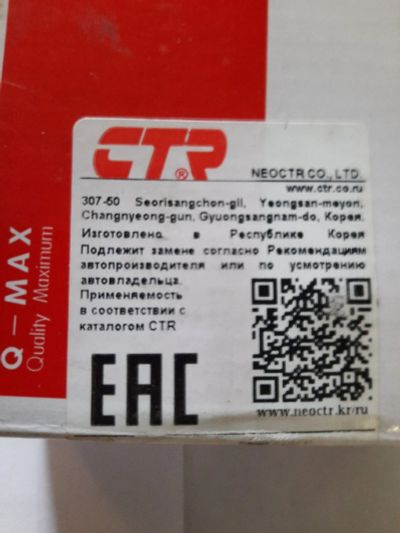 CTR®
NEOCTR CO., LTD.
www.ctr.co.ru
307-50 Seorisangchon-gil, Yeongsan-meyon,
Changnyeong-gun, Gyuongsangnam-do, Корея.
Изготовлено в Республике Корея
Подлежит замене согласно Рекомендациям
автопроизводителя или по усмотрению
автовладельца.
Применяемость
в соответствии с
каталогом CTR
EAC
www.neoctr.kr/ru
Q-MAX
Quality Maximum